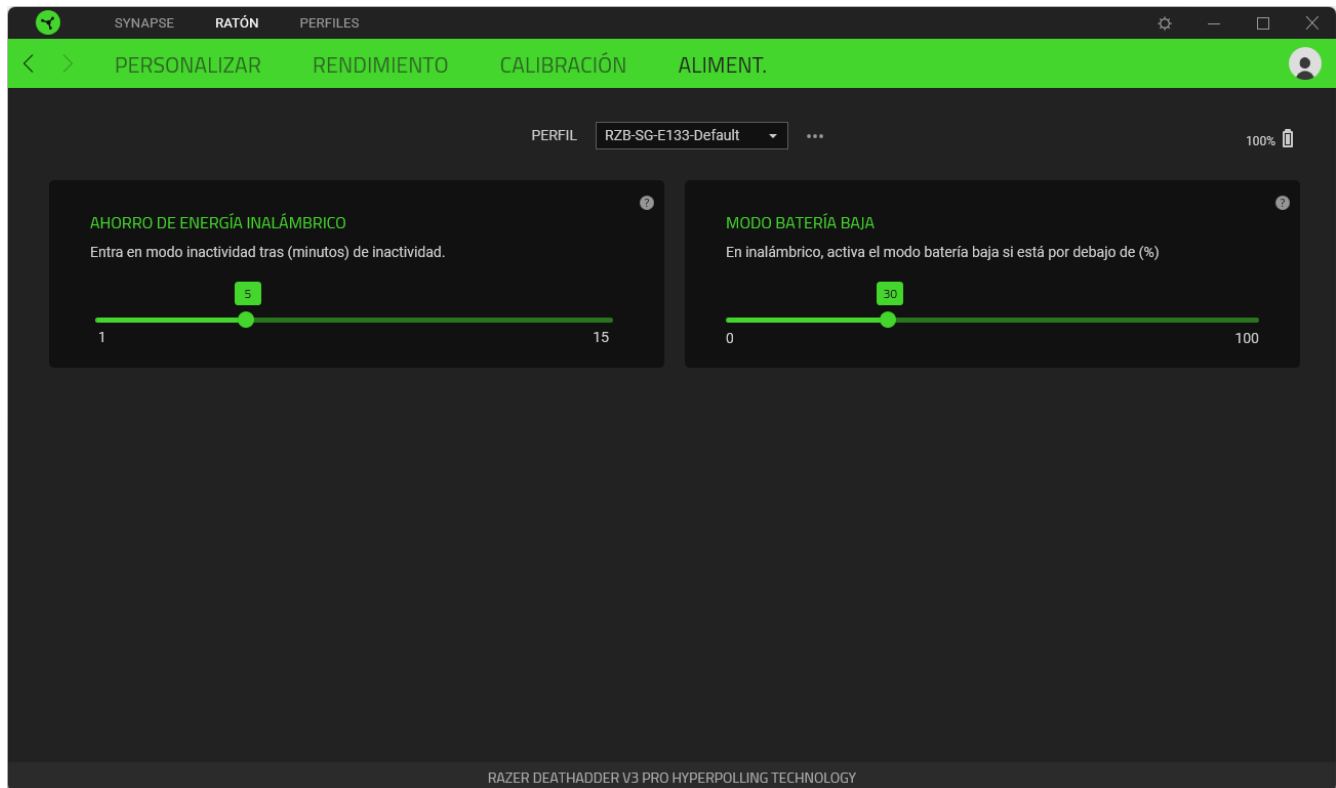 SYNAPSE RATÓN PERFILES
PERSONALIZAR RENDIMIENTO CALIBRACIÓN ALIMENT.
PERFIL RZB-SG-E133-Default
100%
AHORRO DE ENERGÍA INALÁMBRICO
Entra en modo inactividad tras (minutos) de inactividad.
5
1 15
MODO BATERÍA BAJA
En inalámbrico, activa el modo batería baja si está por debajo de (%)
30
0 100
RAZER DEATHADDER V3 PRO HYPERPOLLING TECHNOLOGY